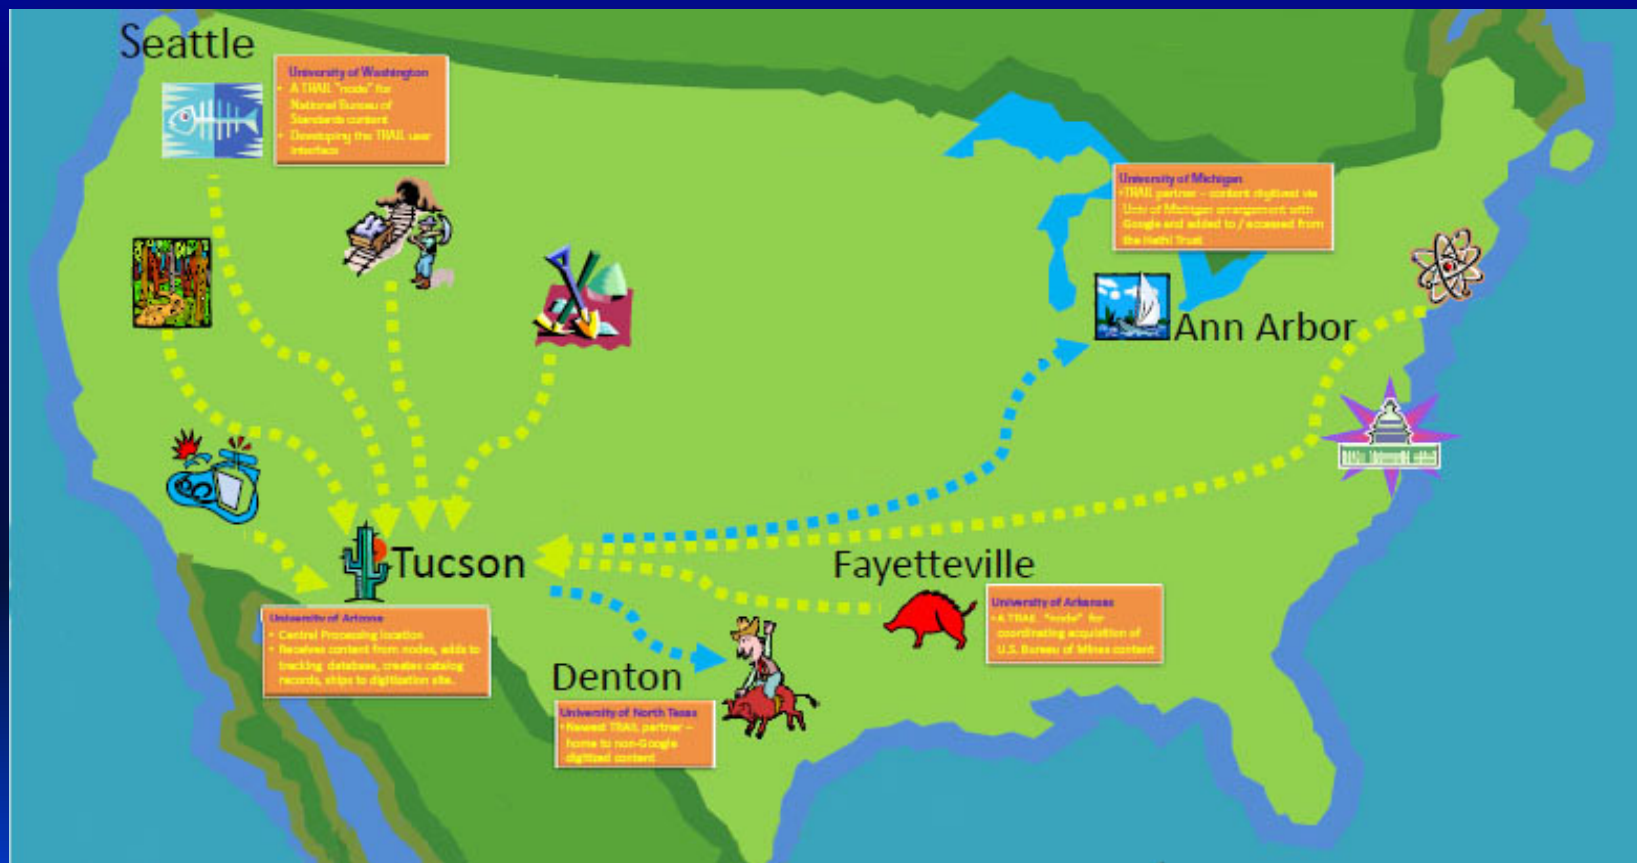 Seattle
University of Washington
• A TRAIL "node" for
National Bureau of
Standards content
• Developing the TRAIL user
interface
University of Michigan
•TRAIL partner – content digitized via
Univ of Michigan arrangement with
Google and added to / accessed from
the Hathi Trust
Ann Arbor
Tucson
University of Arizona
• Central Processing location
• Receives content from nodes, adds to
tracking database, creates catalog
records, ships to digitization site.
Fayetteville
University of Arkansas
•A TRAIL "node" for
coordinating acquisition of
U.S. Bureau of Mines content
Denton
University of North Texas
•Newest TRAIL partner –
home to non-Google
digitized content